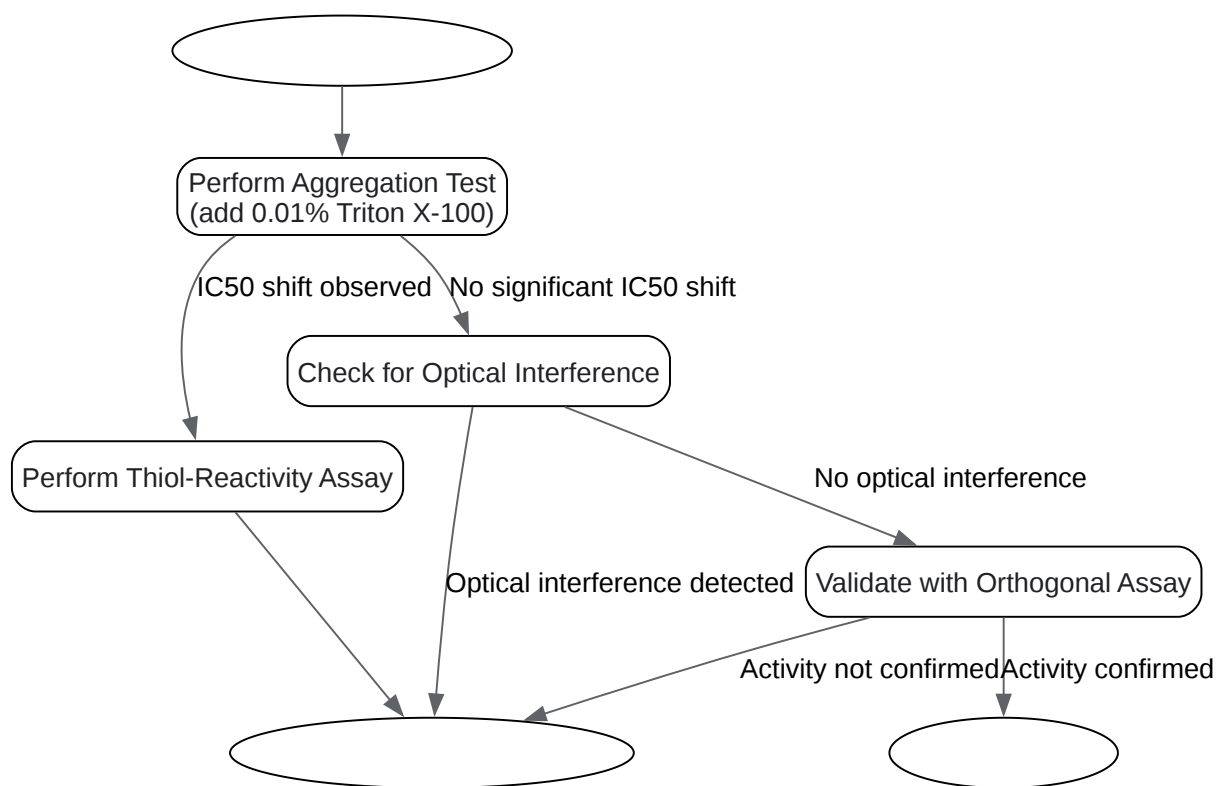 Perform Aggregation Test
(add 0.01% Triton X-100)
IC50 shift observed
No significant IC50 shift
Check for Optical Interference
Perform Thiol-Reactivity Assay
No optical interference
Optical interference detected
Validate with Orthogonal Assay
Activity not confirmed
Activity confirmed